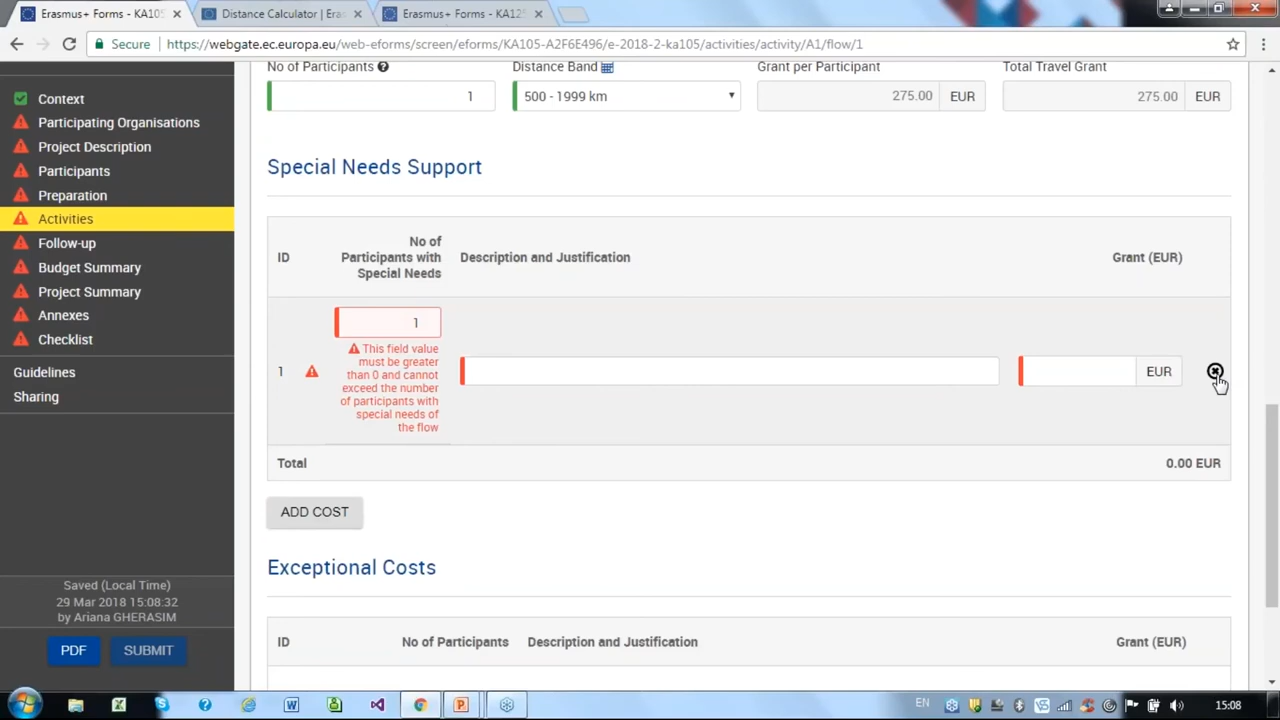 Erasmus+ Forms - KA105
Distance Calculator | Eras
Erasmus+ Forms - KA125
Secure
https://webgate.ec.europa.eu/web-eforms/screen/eforms/KA105-A2F6E496/e-2018-2-ka105/activities/activity/A1/flow/1
Context
Participating Organisations
Project Description
Participants
Preparation
Activities
Follow-up
Budget Summary
Project Summary
Annexes
Checklist
Guidelines
Sharing
Saved (Local Time)
29 Mar 2018 15:08:32
by Ariana GHERASIM
PDF
SUBMIT
No of Participants
Distance Band
Grant per Participant
Total Travel Grant
1
500 - 1999 km
275.00 EUR
275.00 EUR
Special Needs Support
ID
No of
Participants with
Special Needs
Description and Justification
Grant (EUR)
1
1
This field value
must be greater
than 0 and cannot
exceed the number
of participants with
special needs of
the flow
EUR
Total
0.00 EUR
ADD COST
Exceptional Costs
ID
No of Participants
Description and Justification
Grant (EUR)
EN
15:08